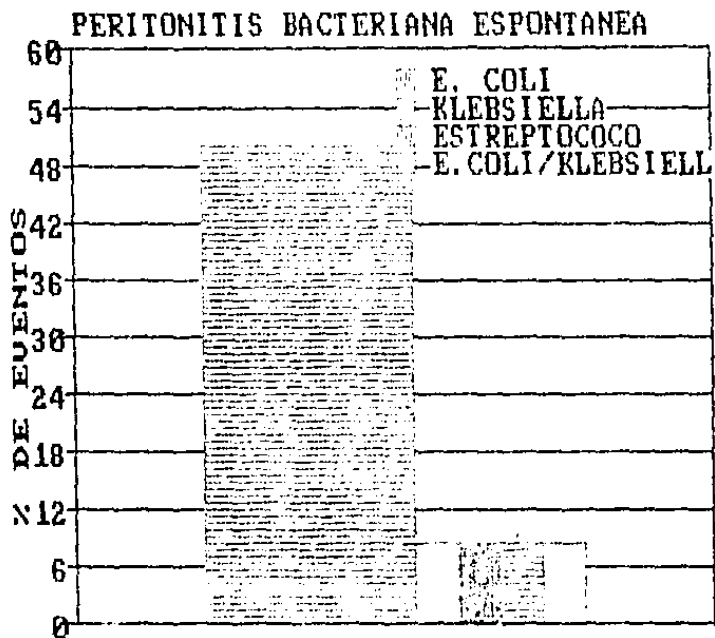 PERITONITIS BACTERIANA ESPONTANEA
60
54
48
42
36
30
24
18
12
6
0
% DE EVENTOS
E. COLI
KLEBSIELLA
ESTREPTOCOCO
E.COLI/KLEBSIELL